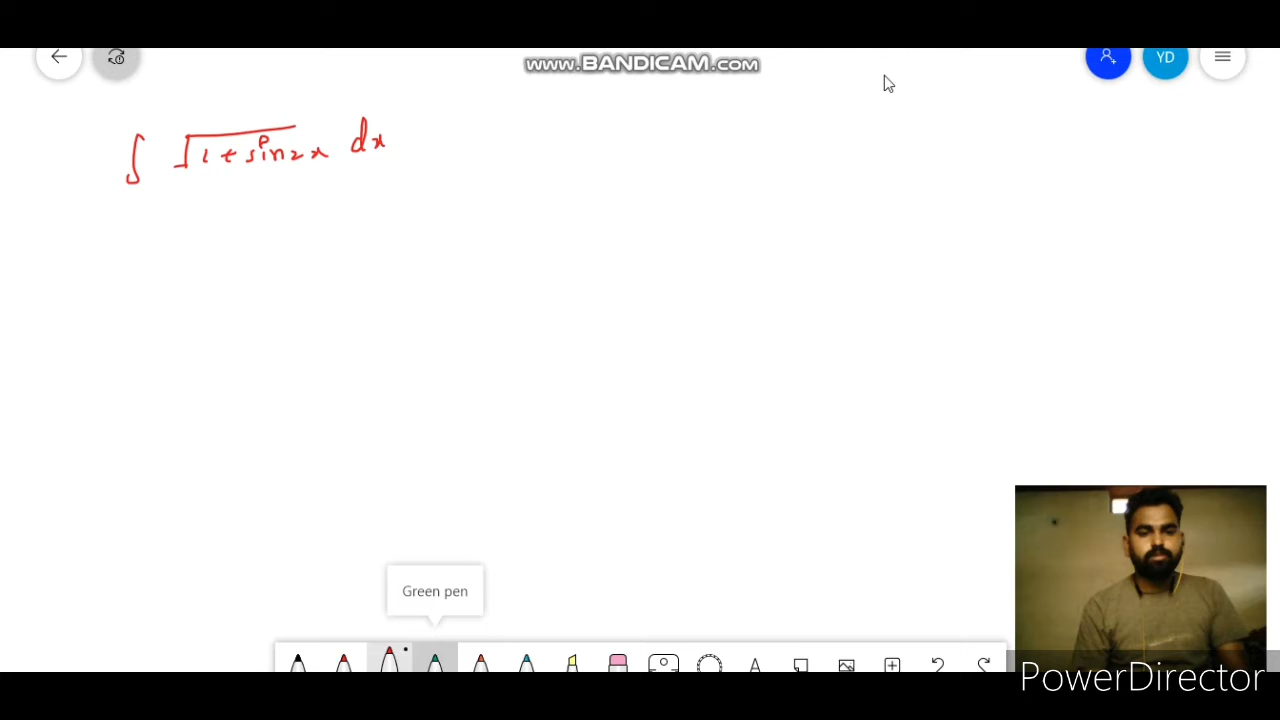 www.BANDICAM.com
YD
∫ √1+sin2x dx
Green pen
A
PowerDirector